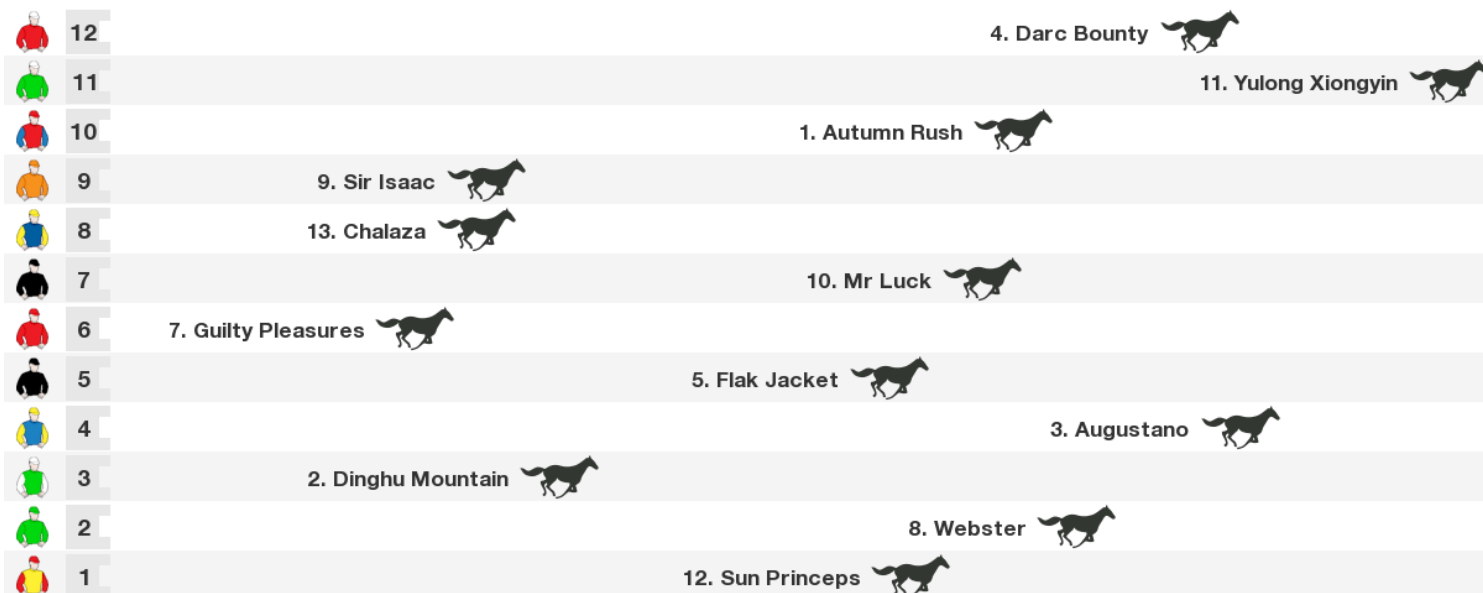 12 4. Darc Bounty
11 11. Yulong Xiongyin
10 1. Autumn Rush
9 9. Sir Isaac
8 13. Chalaza
7 10. Mr Luck
6 7. Guilty Pleasures
5 5. Flak Jacket
4 3. Augustano
3 2. Dinghu Mountain
2 8. Webster
1 12. Sun Princeps